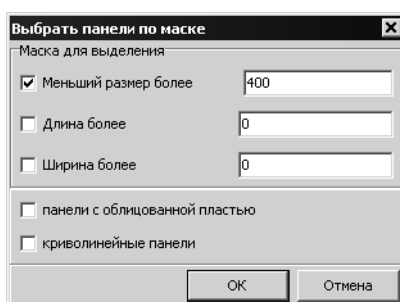 Выбрать панели по маске
Маска для выделения
Меньший размер более 400
Длина более 0
Ширина более 0
панели с облицованной пластью
криволинейные панели
ОК Отмена